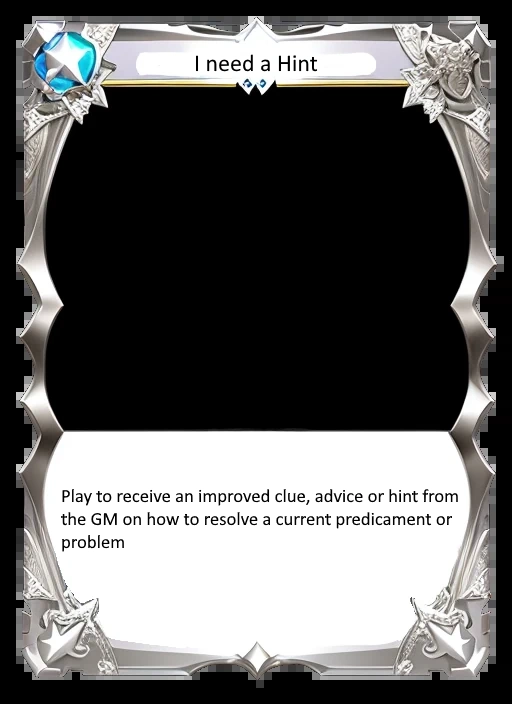 I need a Hint
Play to receive an improved clue, advice or hint from
the GM on how to resolve a current predicament or
problem